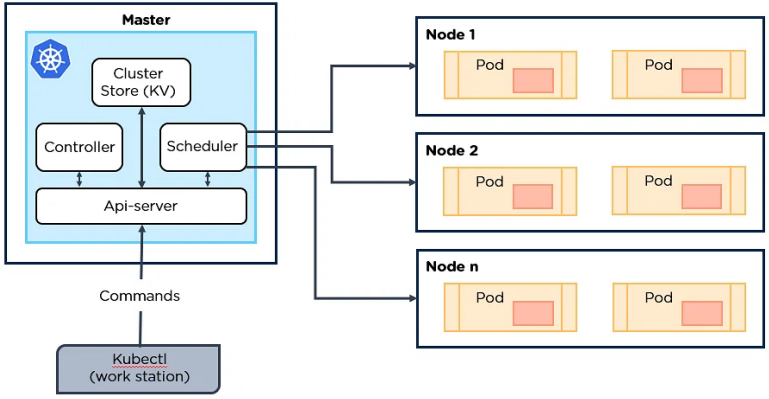 Master
Cluster
Store (KV)
Controller
Scheduler
Api-server
Commands
Kubectl
(work station)
Node 1
Pod
Pod
Node 2
Pod
Pod
Node n
Pod
Pod